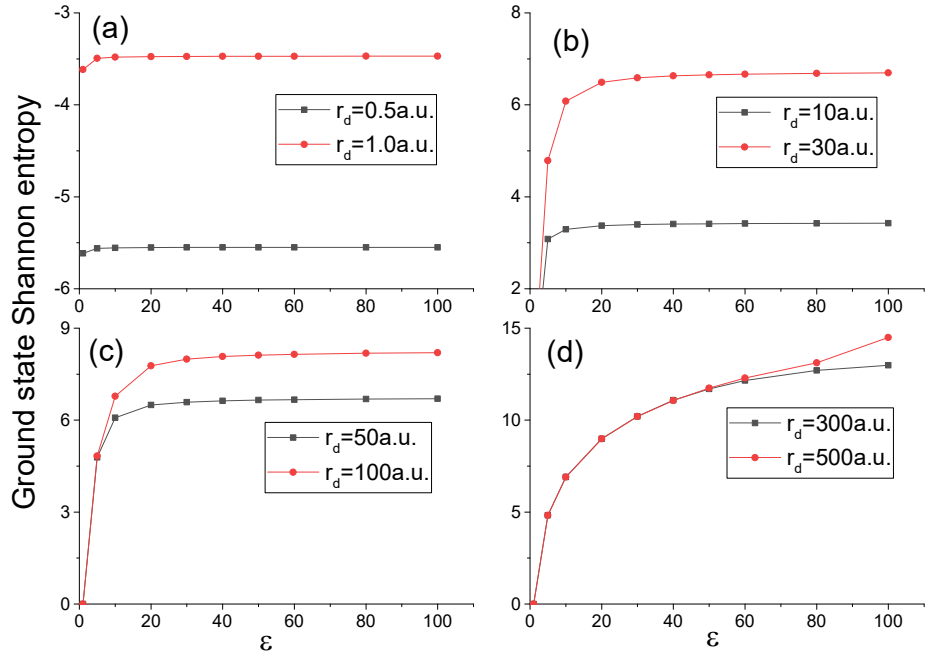 Ground state Shannon entropy
(a)
-3
-4
-5
-6
r_d=0.5a.u.
r_d=1.0a.u.
0 20 40 60 80 100
(b)
8
6
4
2
r_d=10a.u.
r_d=30a.u.
0 20 40 60 80 100
(c)
9
6
3
0
r_d=50a.u.
r_d=100a.u.
0 20 40 60 80 100
ε
(d)
15
10
5
0
r_d=300a.u.
r_d=500a.u.
0 20 40 60 80 100
ε